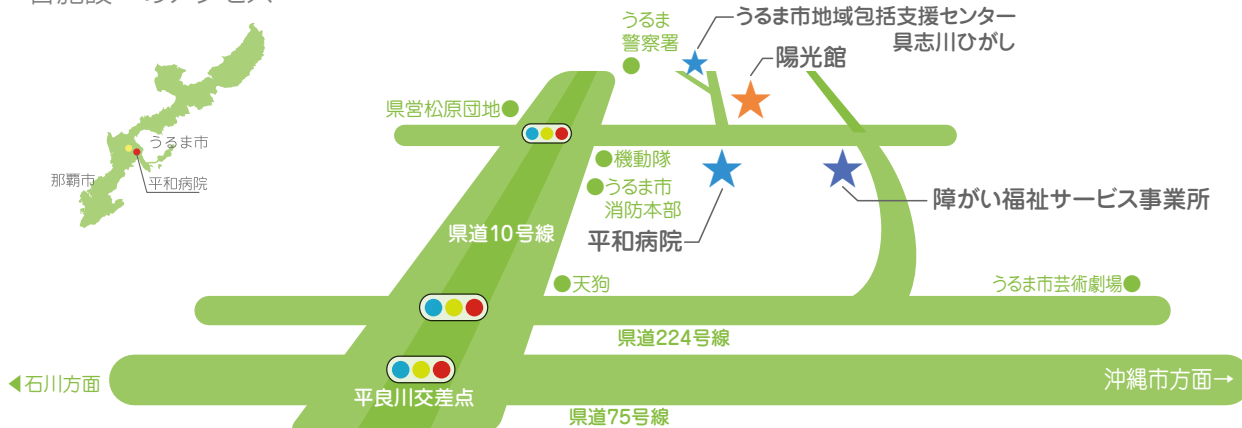 へのアクセス
うるま市
那覇市
平和病院
うるま
警察署
うるま市地域包括支援センター
具志川ひがし
陽光館
県営松原団地
機動隊
うるま市
消防本部
平和病院
障がい福祉サービス事業所
県道10号線
天狗
うるま市芸術劇場
県道224号線
石川方面
平良川交差点
沖縄市方面→
県道75号線